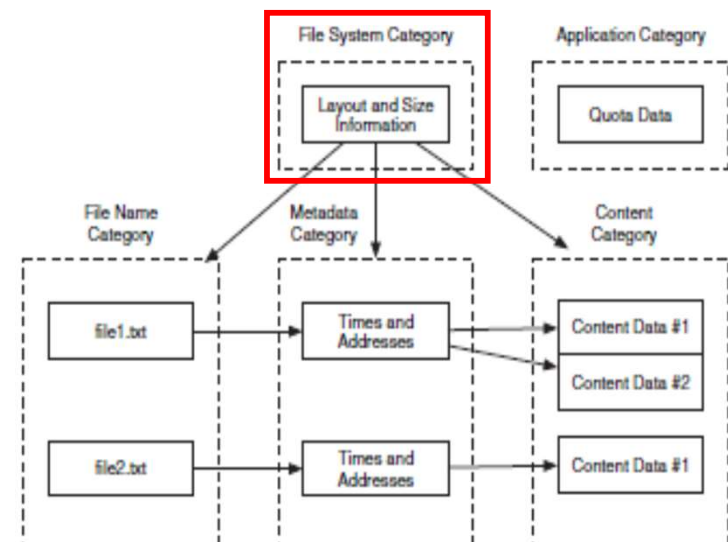 File System Category
Application Category
Layout and Size
Information
Quota Data
File Name
Category
Metadata
Category
Content
Category
file1.txt
Times and
Addresses
Content Data #1
Content Data #2
file2.txt
Times and
Addresses
Content Data #1